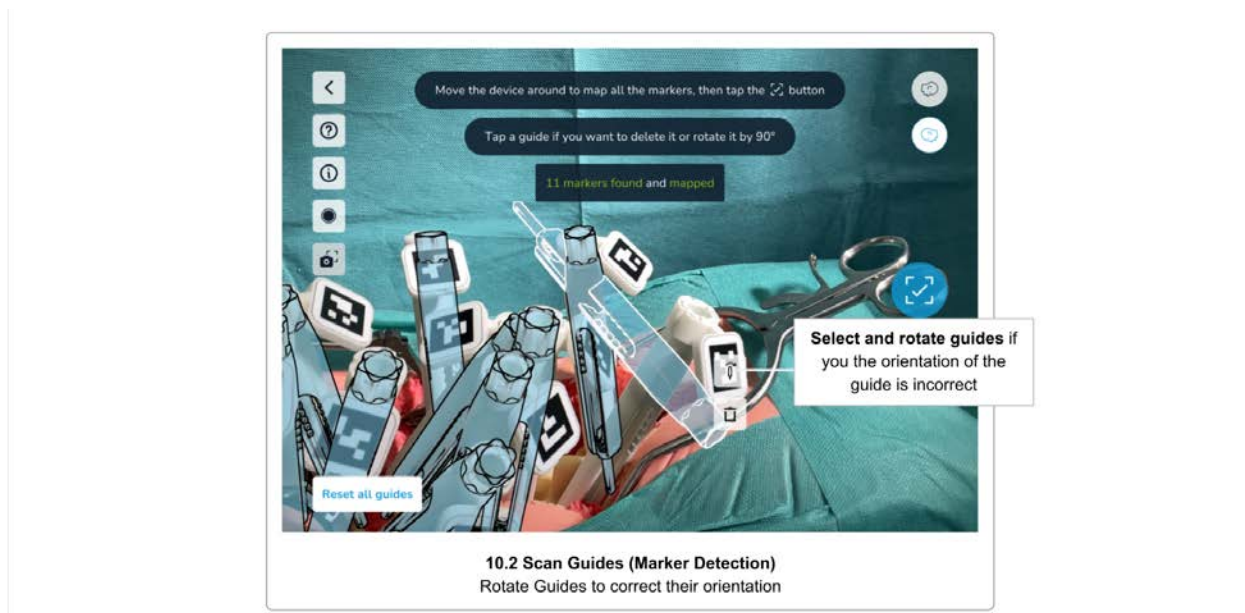 Move the device around to map all the markers, then tap the button
Tap a guide if you want to delete it or rotate it by 90°
11 markers found and mapped
Select and rotate guides if
you the orientation of the
guide is incorrect
Reset all guides
10.2 Scan Guides (Marker Detection)
Rotate Guides to correct their orientation